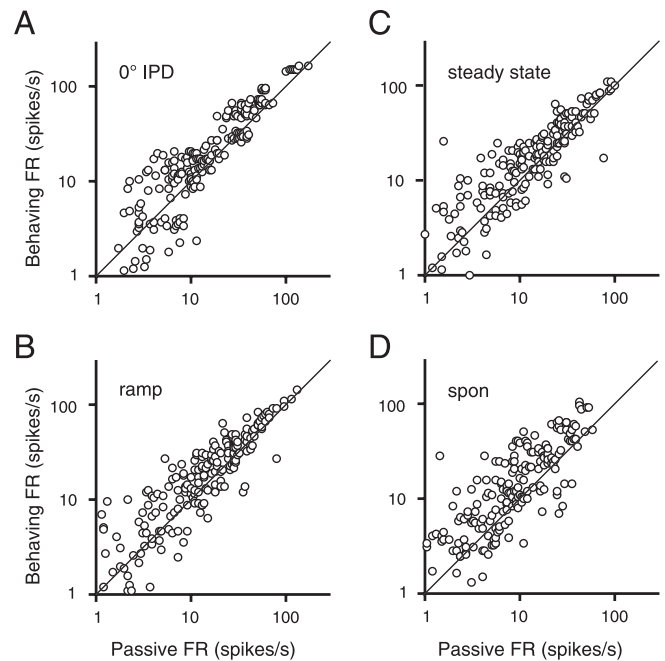 A
0° IPD
Behaving FR (spikes/s)
100
10
1
1 10 100
C
steady state
100
10
1
1 10 100
B
ramp
Behaving FR (spikes/s)
100
10
1
1 10 100
Passive FR (spikes/s)
D
spon
100
10
1
1 10 100
Passive FR (spikes/s)